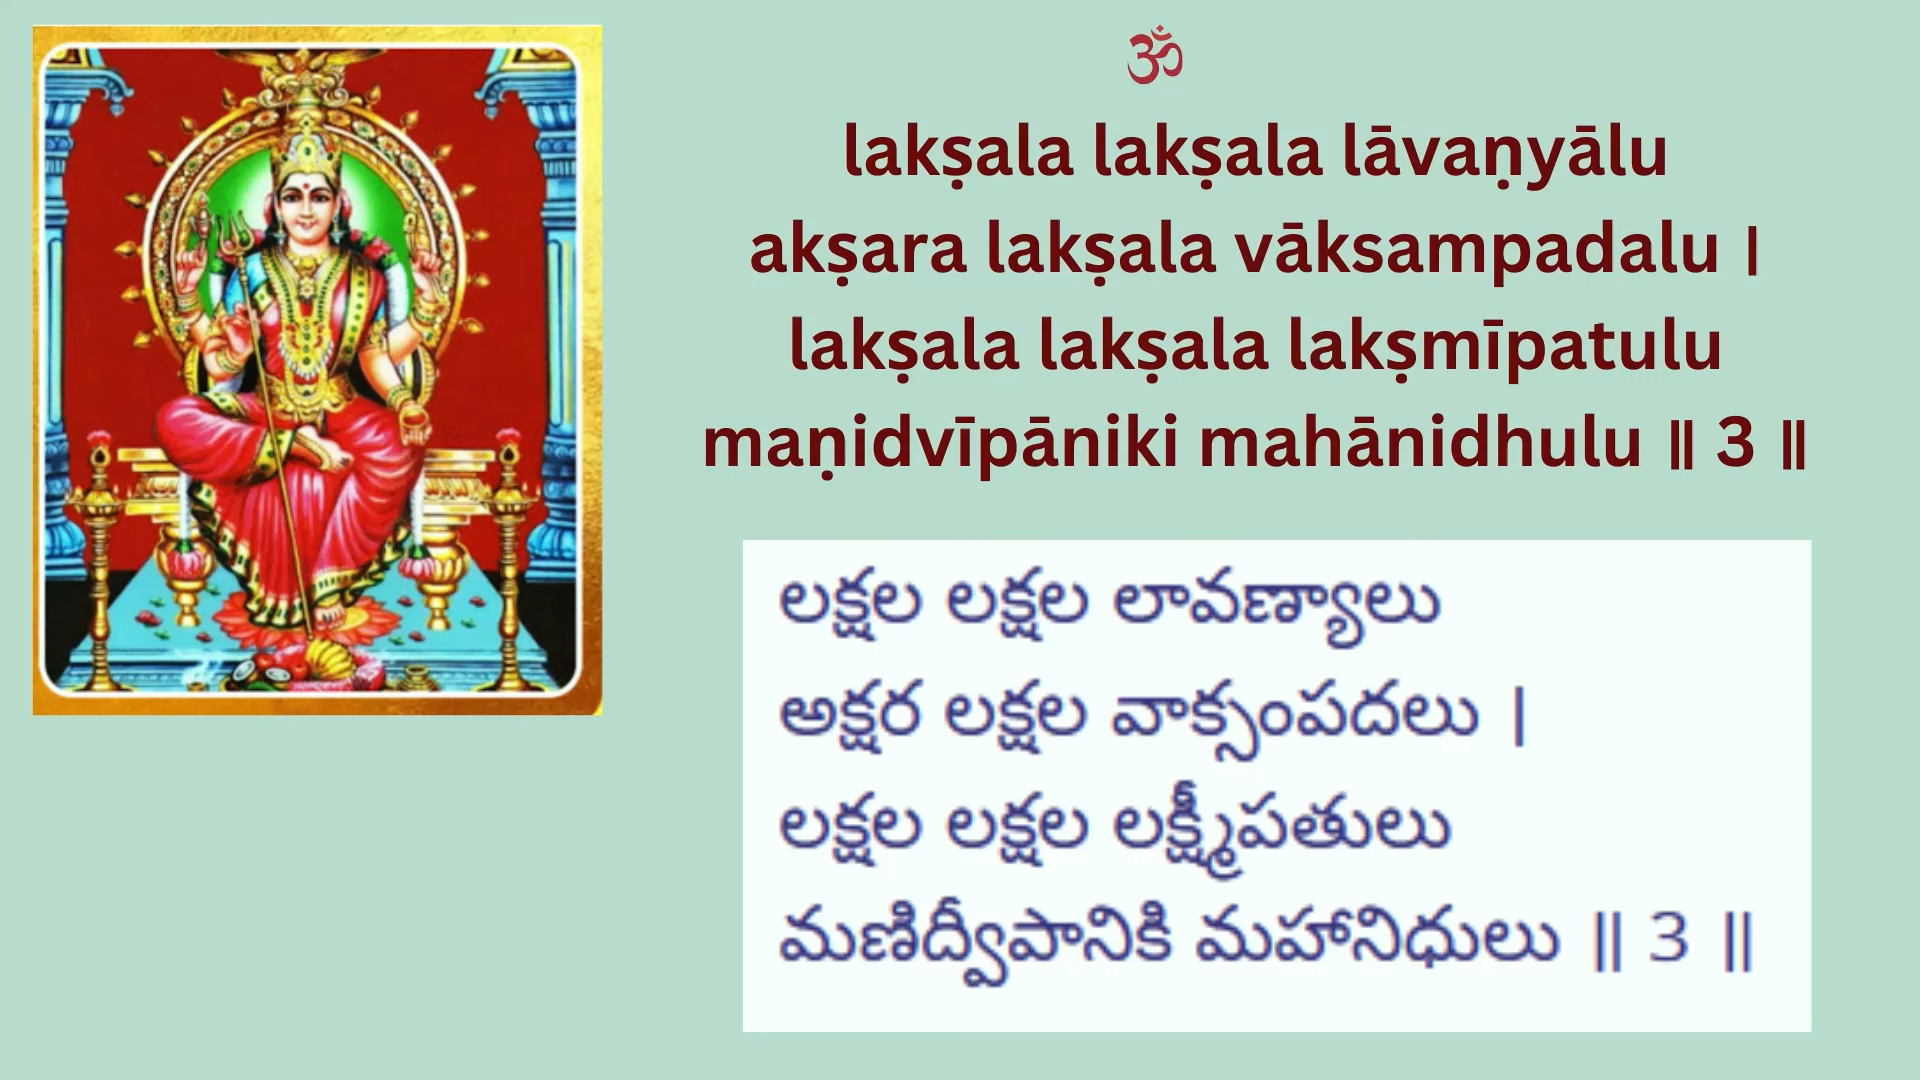 ॐ
lakṣala lakṣala lāvaṇyālu
akṣara lakṣala vāksampadalu |
lakṣala lakṣala lakṣmīpatulu
maṇidvīpāniki mahānidhulu ‖ 3 ‖
లక్షల లక్షల లావణ్యాలు
అక్షర లక్షల వాక్సంపదలు |
లక్షల లక్షల లక్ష్మీపతులు
మణిద్వీపానికి మహానిధులు ‖ 3 ‖